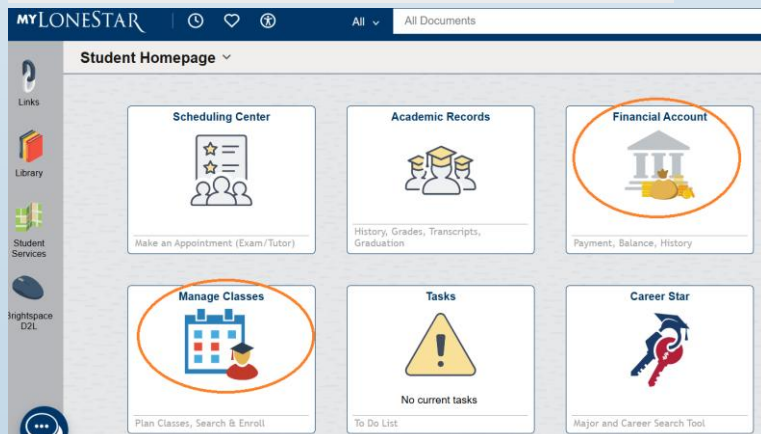 MYLONESTAR
All
All Documents
Student Homepage
Links
Library
Student
Services
Brightspace
D2L
Scheduling Center
Make an Appointment (Exam/Tutor)
Academic Records
History, Grades, Transcripts,
Graduation
Financial Account
Payment, Balance, History
Manage Classes
Plan Classes, Search & Enroll
Tasks
No current tasks
To Do List
Career Star
Major and Career Search Tool